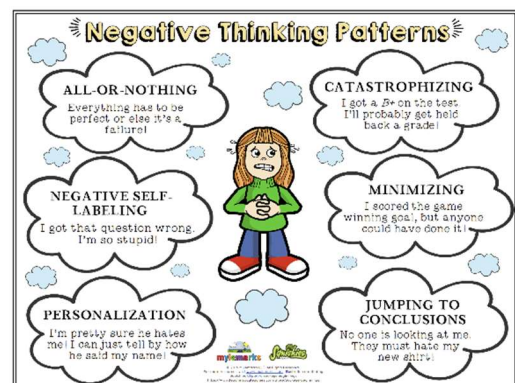 Negative Thinking Patterns
ALL-OR-NOTHING
Everything has to be
perfect or else it's a
failure!
CATASTROPHIZING
I got a B+ on the test
I'll probably get held
back a grade!
NEGATIVE SELF-
LABELING
I got that question wrong.
I'm so stupid!
MINIMIZING
I scored the game
winning goal, but anyone
could have done it!
PERSONALIZATION
I'm pretty sure he hates
me! I can just tell by how
he said my name!
JUMPING TO
CONCLUSIONS
No one is looking at me.
They must hate my
new shirt!
mylemarks